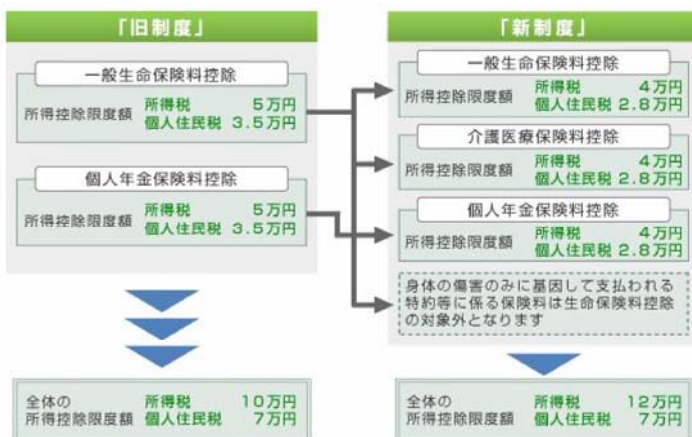 「旧制度」
一般生命保険料控除
所得控除限度額 所得税 5万円
個人住民税 3.5万円
個人年金保険料控除
所得控除限度額 所得税 5万円
個人住民税 3.5万円
全体の
所得控除限度額 所得税 10万円
個人住民税 7万円
「新制度」
一般生命保険料控除
所得控除限度額 所得税 4万円
個人住民税 2.8万円
介護医療保険料控除
所得控除限度額 所得税 4万円
個人住民税 2.8万円
個人年金保険料控除
所得控除限度額 所得税 4万円
個人住民税 2.8万円
身体の傷害のみに基因して支払われる
特約等に係る保険料は生命保険料控除
の対象外となります
全体の
所得控除限度額 所得税 12万円
個人住民税 7万円